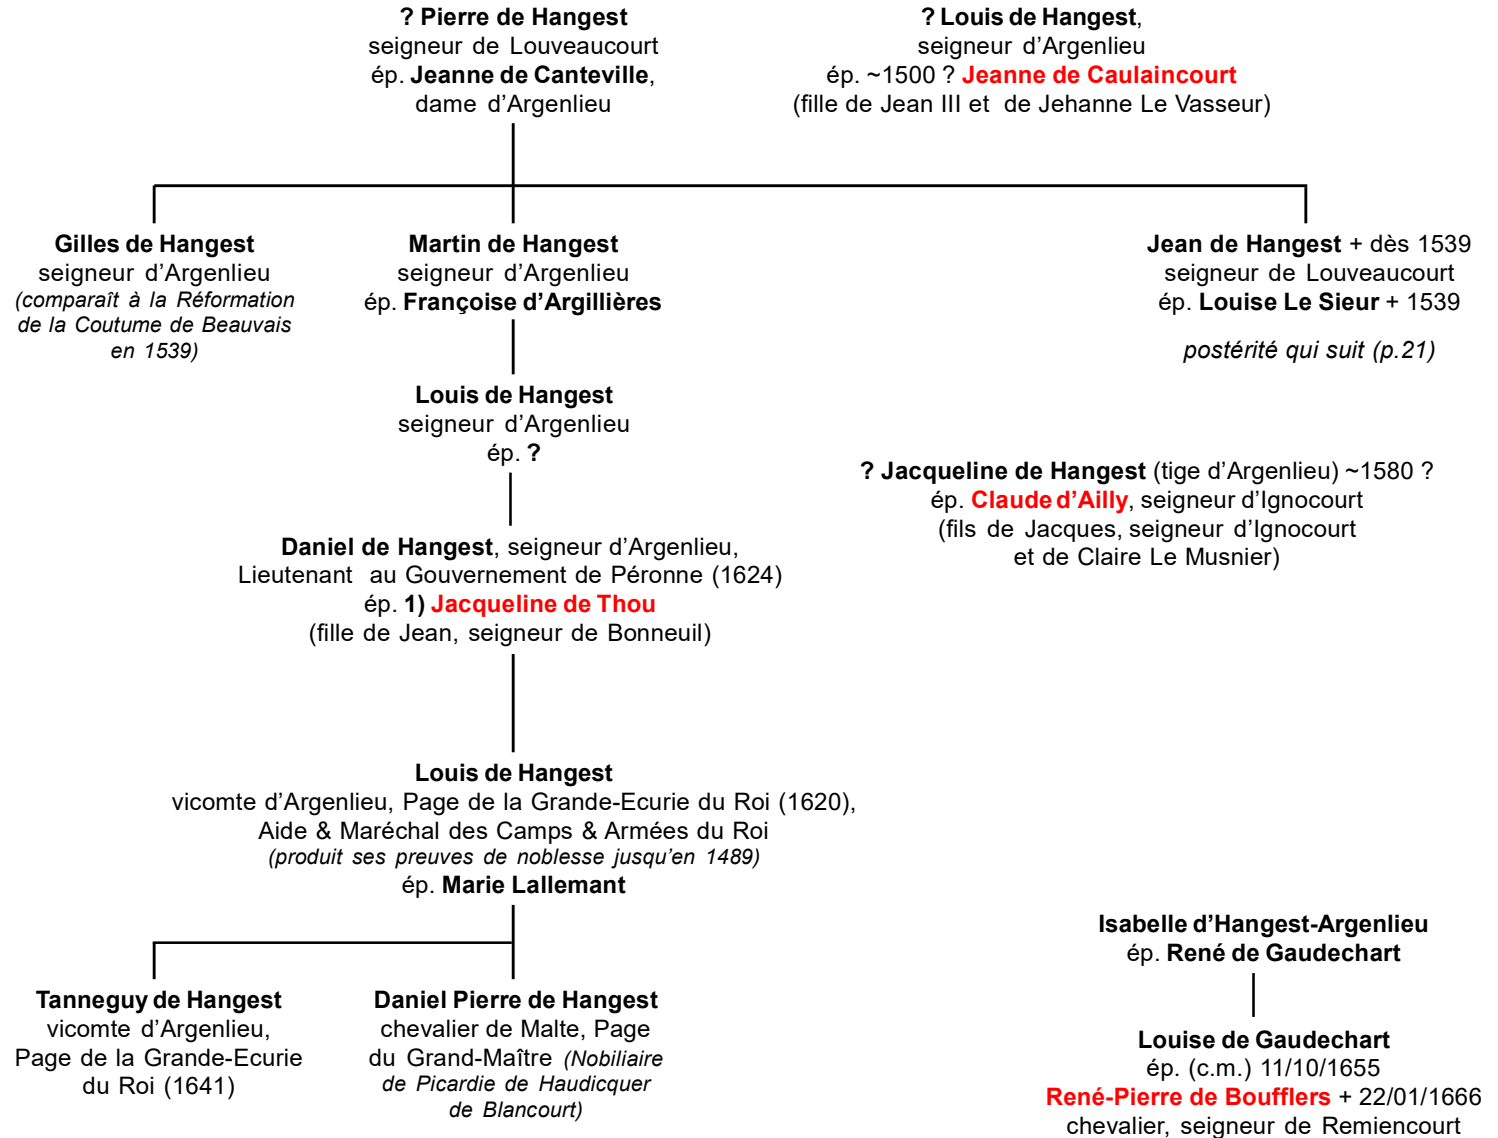 ? Pierre de Hangest
seigneur de Louveaucourt
ép. Jeanne de Canteville,
dame d'Argenlieu
? Louis de Hangest,
seigneur d'Argenlieu
ép. ~1500 ? Jeanne de Caulaincourt
(fille de Jean III et de Jehanne Le Vasseur)
Gilles de Hangest
seigneur d'Argenlieu
(comparaît à la Réformation
de la Coutume de Beauvais
en 1539)
Martin de Hangest
seigneur d'Argenlieu
ép. Françoise d'Argillières
Jean de Hangest + dès 1539
seigneur de Louveaucourt
ép. Louise Le Sieur + 1539
postérité qui suit (p.21)
Louis de Hangest
seigneur d'Argenlieu
ép. ?
? Jacqueline de Hangest (tige d'Argenlieu) ~1580 ?
ép. Claude d'Ailly, seigneur d'Ignocourt
(fils de Jacques, seigneur d'Ignocourt
et de Claire Le Musnier)
Daniel de Hangest, seigneur d'Argenlieu,
Lieutenant au Gouvernement de Péronne (1624)
ép. 1) Jacqueline de Thou
(fille de Jean, seigneur de Bonneuil)
Louis de Hangest
vicomte d'Argenlieu, Page de la Grande-Ecurie du Roi (1620),
Aide & Maréchal des Camps & Armées du Roi
(produit ses preuves de noblesse jusqu'en 1489)
ép. Marie Lallemant
Tanneguy de Hangest
vicomte d'Argenlieu,
Page de la Grande-Ecurie
du Roi (1641)
Daniel Pierre de Hangest
chevalier de Malte, Page
du Grand-Maître (Nobiliaire
de Picardie de Haudicquer
de Blancourt)
Isabelle d'Hangest-Argenlieu
ép. René de Gaudechart
Louise de Gaudechart
ép. (c.m.) 11/10/1655
René-Pierre de Boufflers + 22/01/1666
chevalier, seigneur de Remiencourt